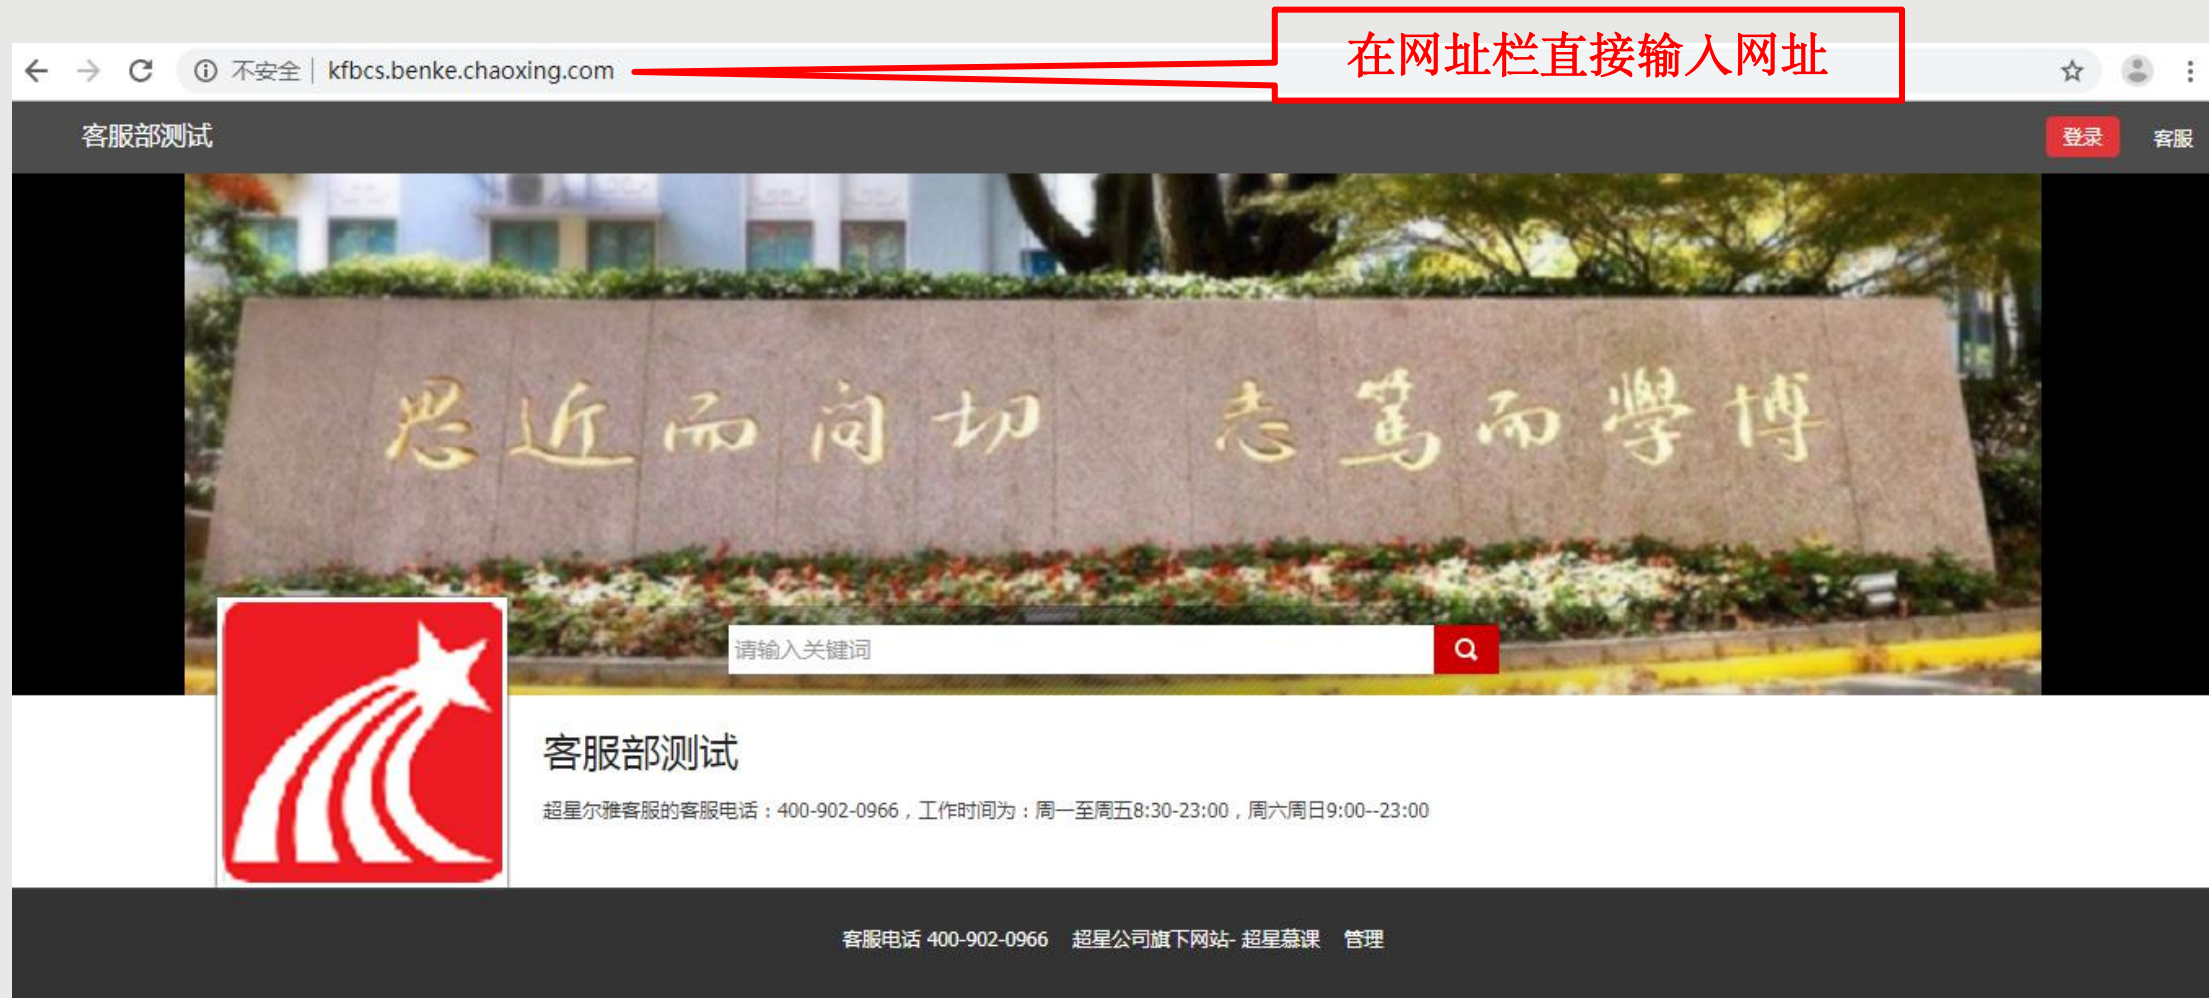 在网址栏直接输入网址
不安全 | kfbcs.benke.chaoxing.com
客服部测试
登录 客服
思近而问切 志篤而學博
请输入关键词
客服部测试
超星尔雅客服的客服电话：400-902-0966，工作时间为：周一至周五8:30-23:00，周六周日9:00--23:00
客服电话 400-902-0966 超星公司旗下网站- 超星慕课 管理